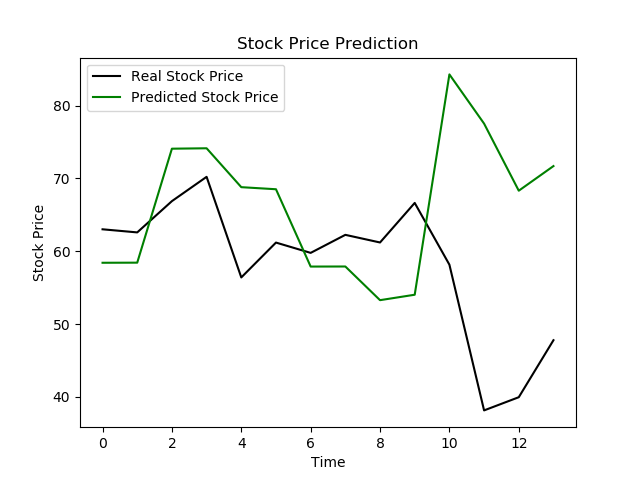 Stock Price Prediction
Real Stock Price
Predicted Stock Price
80
70
60
50
40
Stock Price
0 2 4 6 8 10 12
Time